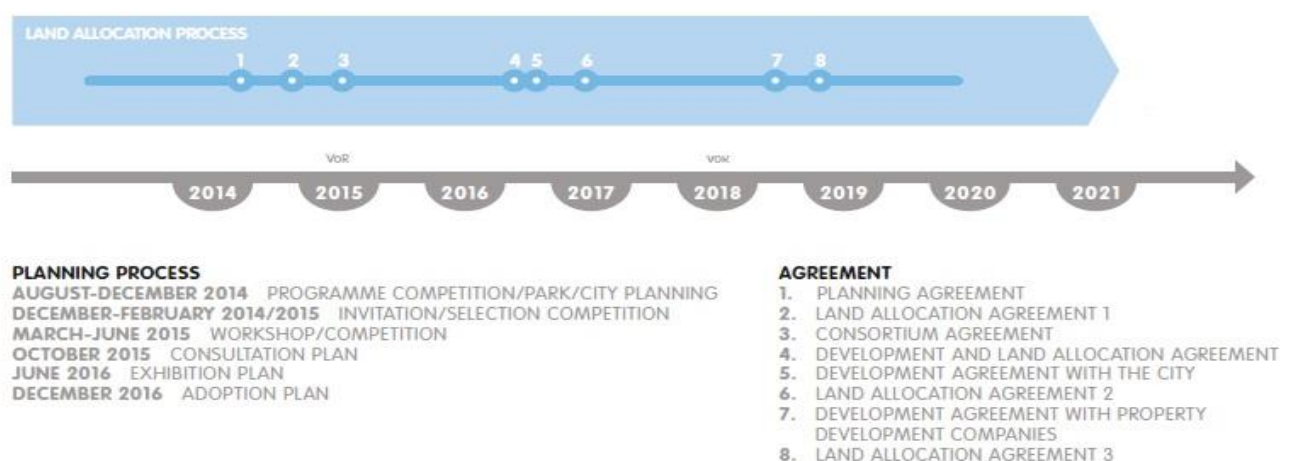 LAND ALLOCATION PROCESS
1 2 3 4 5 6 7 8
VoR VOK
2014 2015 2016 2017 2018 2019 2020 2021
PLANNING PROCESS
AUGUST-DECEMBER 2014 PROGRAMME COMPETITION/PARK/CITY PLANNING
DECEMBER-FEBRUARY 2014/2015 INVITATION/SELECTION COMPETITION
MARCH-JUNE 2015 WORKSHOP/COMPETITION
OCTOBER 2015 CONSULTATION PLAN
JUNE 2016 EXHIBITION PLAN
DECEMBER 2016 ADOPTION PLAN
AGREEMENT
1. PLANNING AGREEMENT
2. LAND ALLOCATION AGREEMENT 1
3. CONSORTIUM AGREEMENT
4. DEVELOPMENT AND LAND ALLOCATION AGREEMENT
5. DEVELOPMENT AGREEMENT WITH THE CITY
6. LAND ALLOCATION AGREEMENT 2
7. DEVELOPMENT AGREEMENT WITH PROPERTY
DEVELOPMENT COMPANIES
8. LAND ALLOCATION AGREEMENT 3